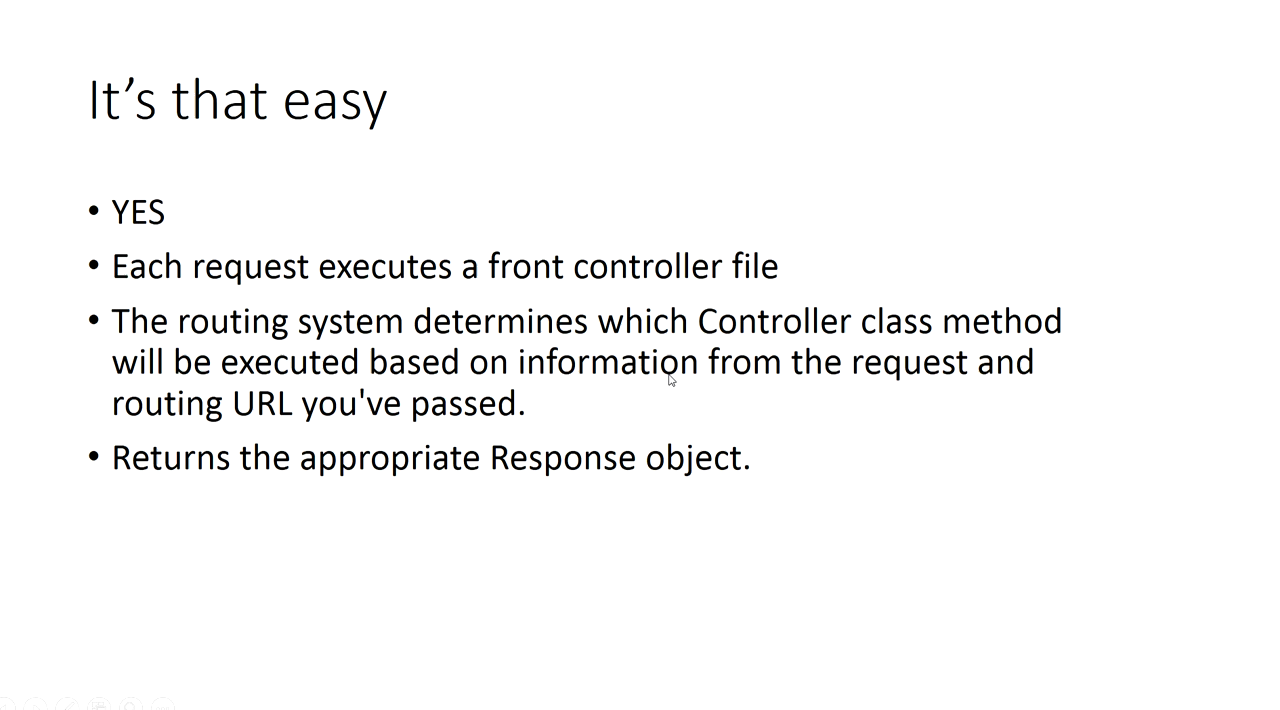 It’s that easy
• YES
• Each request executes a front controller file
• The routing system determines which Controller class method
will be executed based on information from the request and
routing URL you've passed.
• Returns the appropriate Response object.